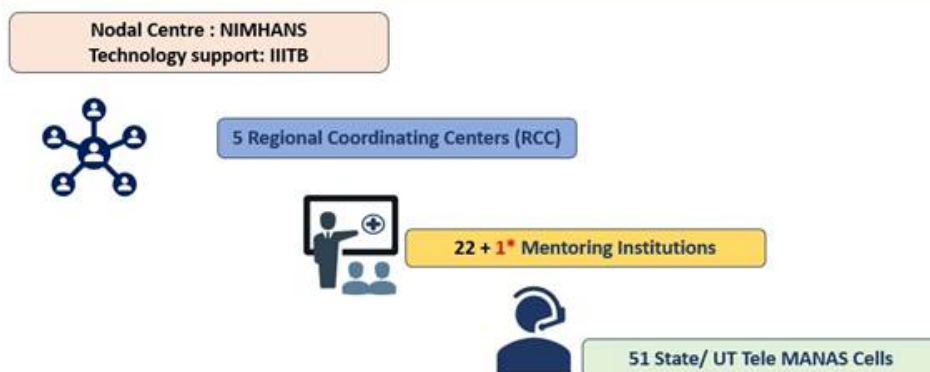 Nodal Centre : NIMHANS
Technology support: IIITB
5 Regional Coordinating Centers (RCC)
22 + 1* Mentoring Institutions
51 State/ UT Tele MANAS Cells